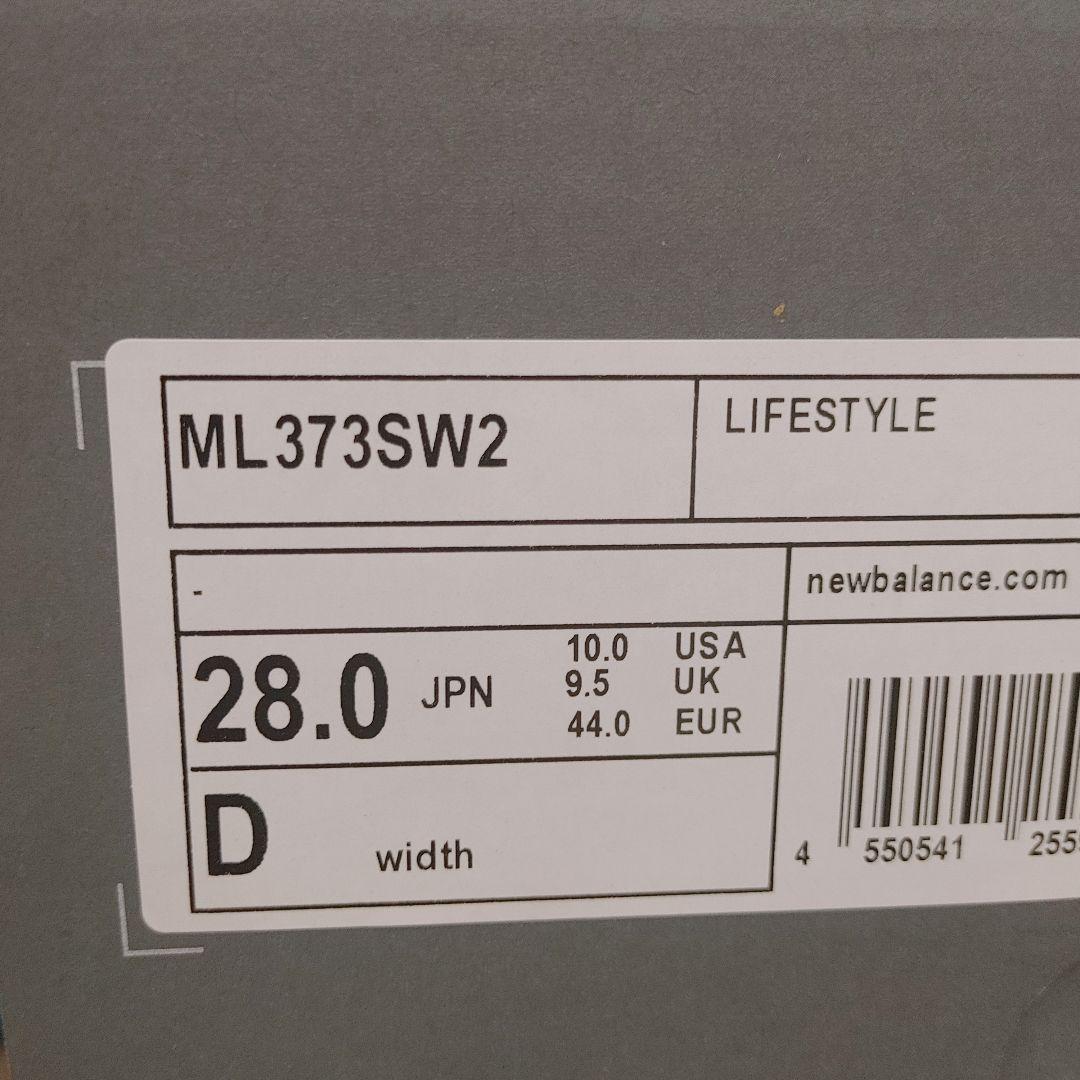 ML373SW2
LIFESTYLE
-
newbalance.com
28.0 JPN
10.0 USA
9.5 UK
44.0 EUR
D width
4 550541 255